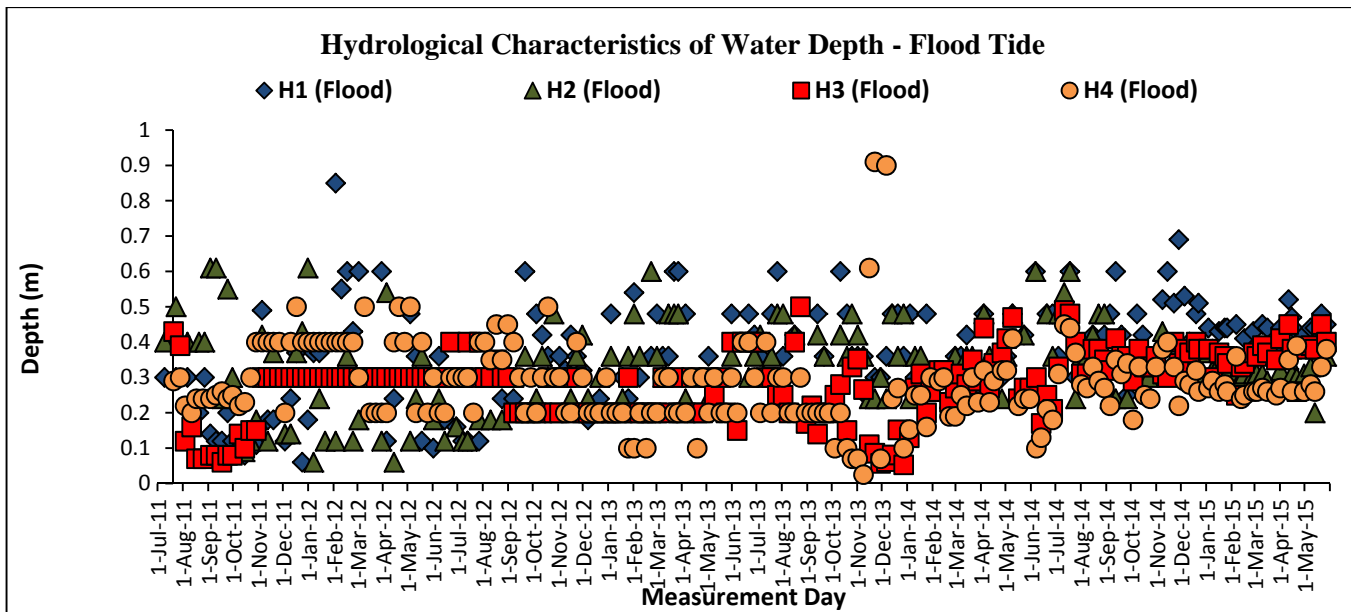 Hydrological Characteristics of Water Depth - Flood Tide
H1 (Flood) H2 (Flood) H3 (Flood) H4 (Flood)
1
0.9
0.8
0.7
0.6
0.5
0.4
0.3
0.2
0.1
0
Depth (m)
1-Jul-11
1-Aug-11
1-Sep-11
1-Oct-11
1-Nov-11
1-Dec-11
1-Jan-12
1-Feb-12
1-Mar-12
1-Apr-12
1-May-12
1-Jun-12
1-Jul-12
1-Aug-12
1-Sep-12
1-Oct-12
1-Nov-12
1-Dec-12
1-Jan-13
1-Feb-13
1-Mar-13
1-Apr-13
1-May-13
1-Jun-13
1-Jul-13
1-Aug-13
1-Sep-13
1-Oct-13
1-Nov-13
1-Dec-13
1-Jan-14
1-Feb-14
1-Mar-14
1-Apr-14
1-May-14
1-Jun-14
1-Jul-14
1-Aug-14
1-Sep-14
1-Oct-14
1-Nov-14
1-Dec-14
1-Jan-15
1-Feb-15
1-Mar-15
1-Apr-15
1-May-15
Measurement Day